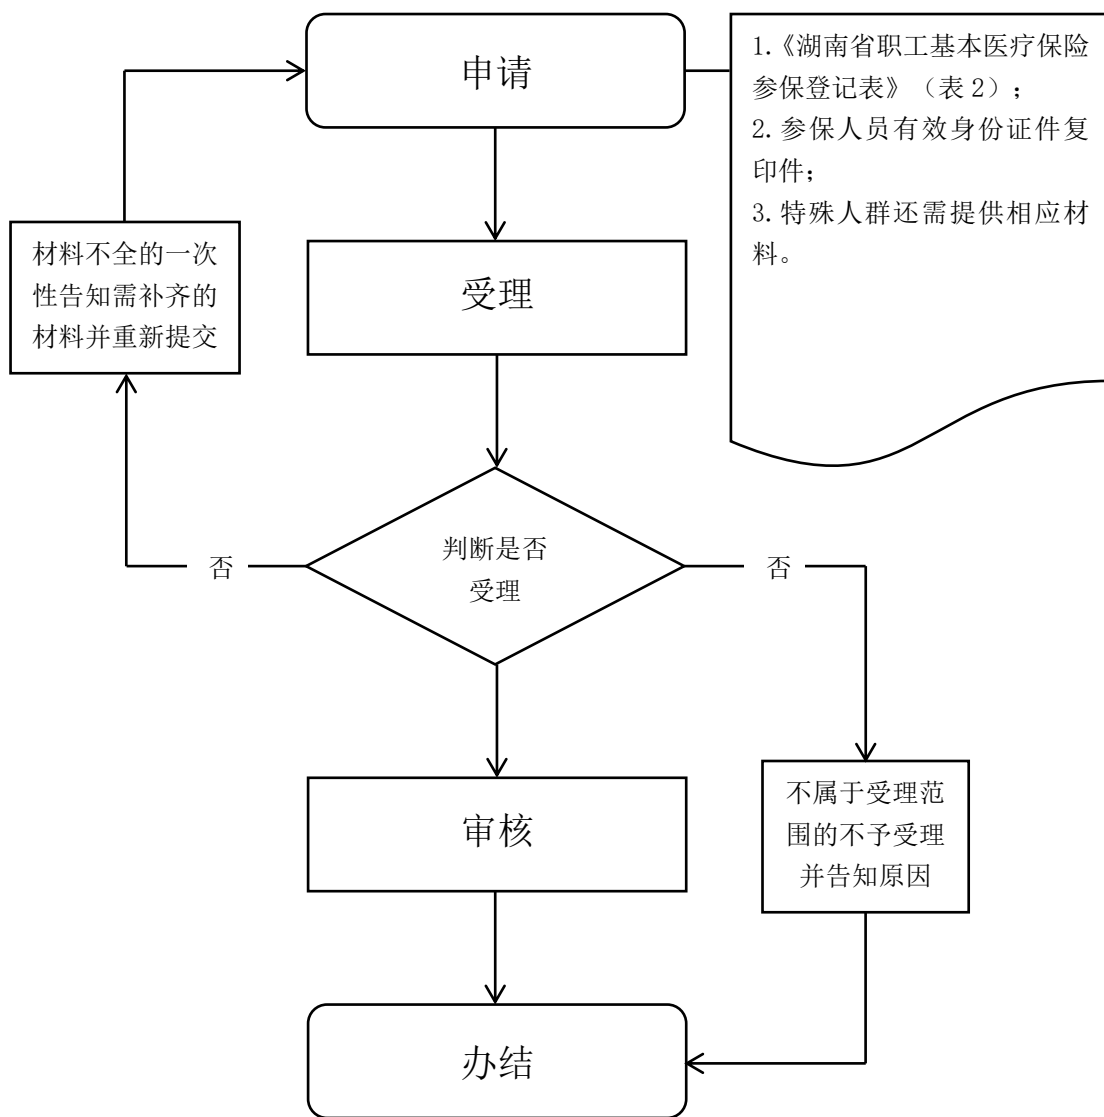 申请
1.《湖南省职工基本医疗保险
参保登记表》（表 2）；
2.参保人员有效身份证件复
印件；
3.特殊人群还需提供相应材
料。
材料不全的一次
性告知需补齐的
材料并重新提交
受理
判断是否
受理
否
否
审核
不属于受理范
围的不予受理
并告知原因
办结